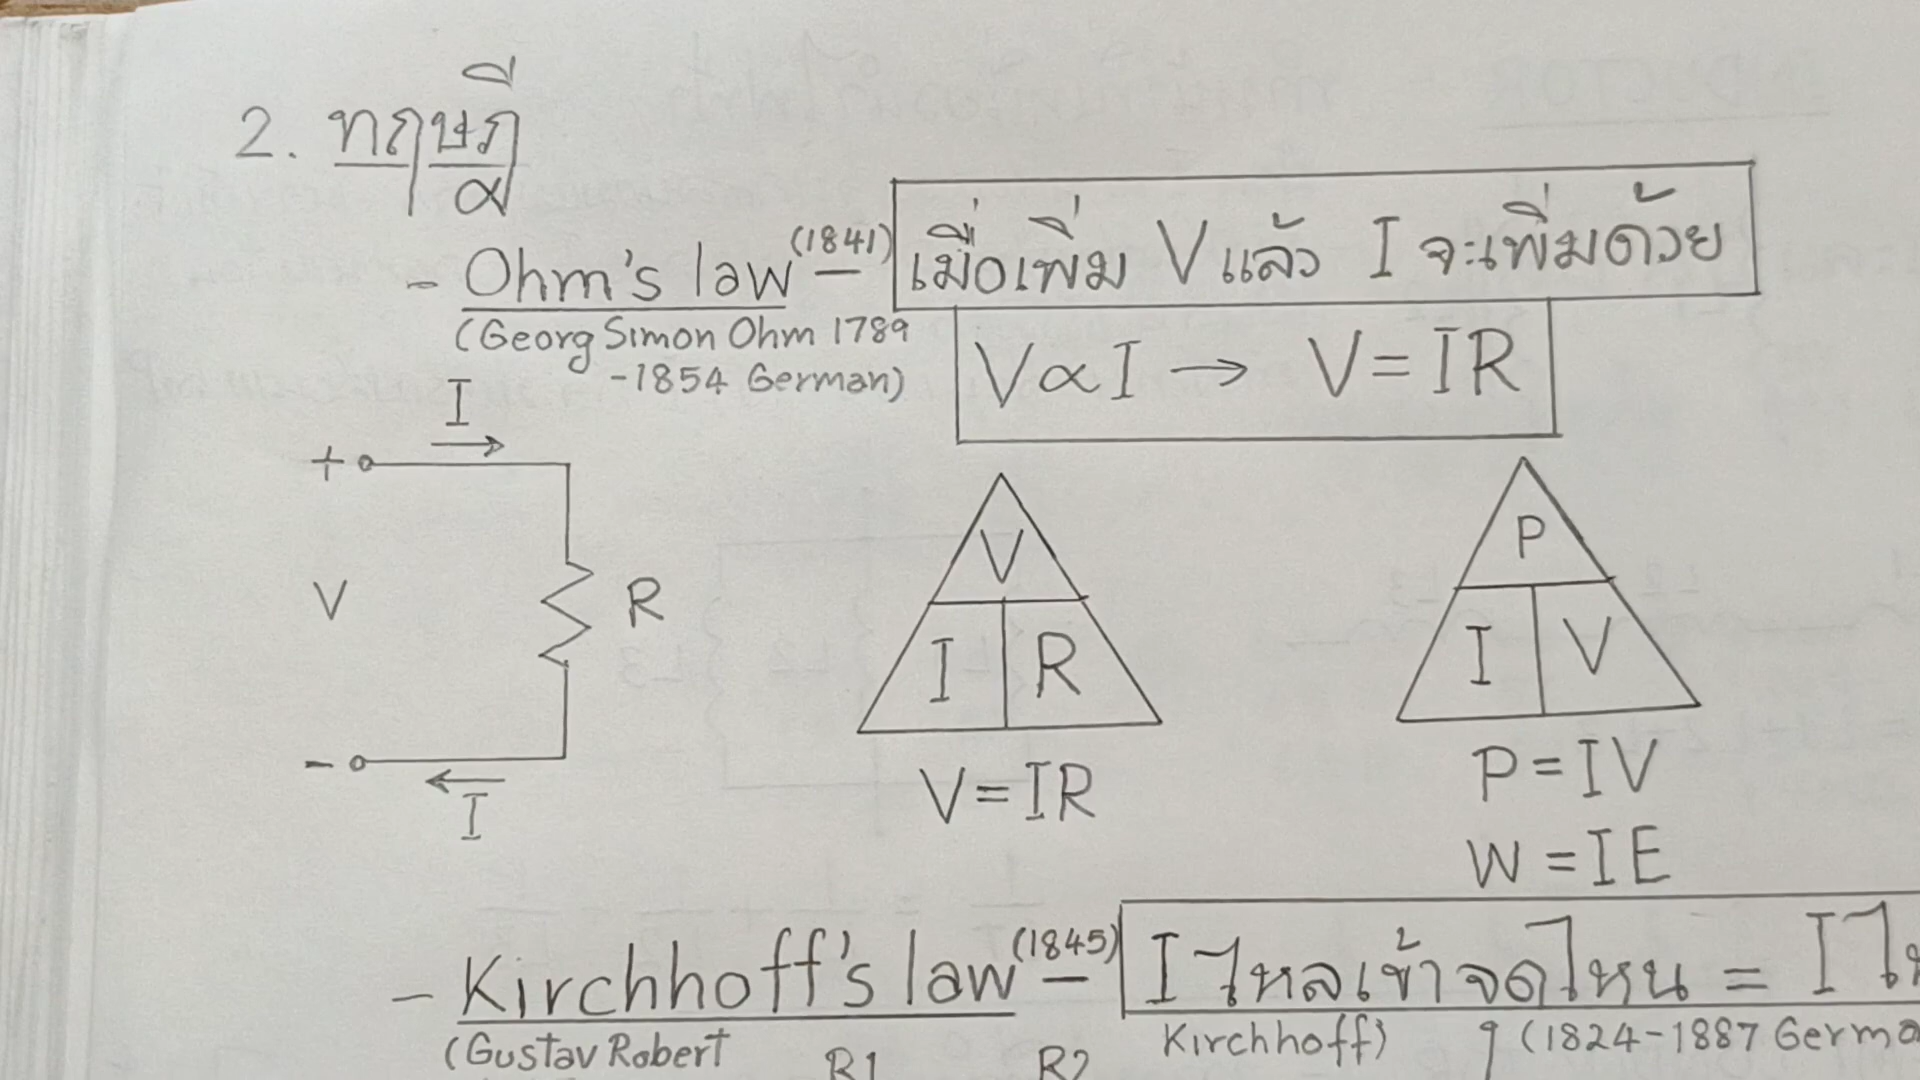 2. ทฤษฎี
- Ohm's law (1841) – เมื่อเพิ่ม V แล้ว I จะเพิ่มด้วย
(Georg Simon Ohm 1789
-1854 German)
V ∝ I → V = IR
I
+
V
R
-
I
V
I R
V = IR
P
I V
P = IV
W = IE
- Kirchhoff's law (1845) – I ไหลเข้าจุดไหน = I
(Gustav Robert
Kirchhoff) (1824-1887
R1 R2